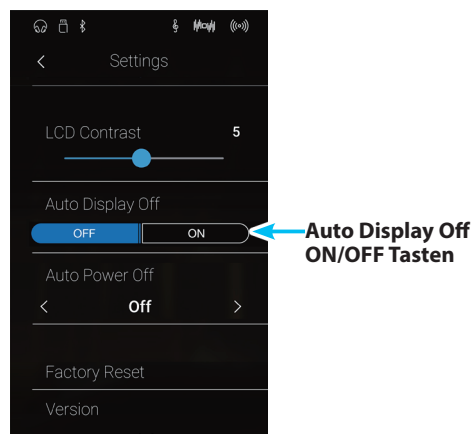 Settings
LCD Contrast 5
Auto Display Off
OFF ON
Auto Display Off
ON/OFF Tasten
Auto Power Off
< Off >
Factory Reset
Version